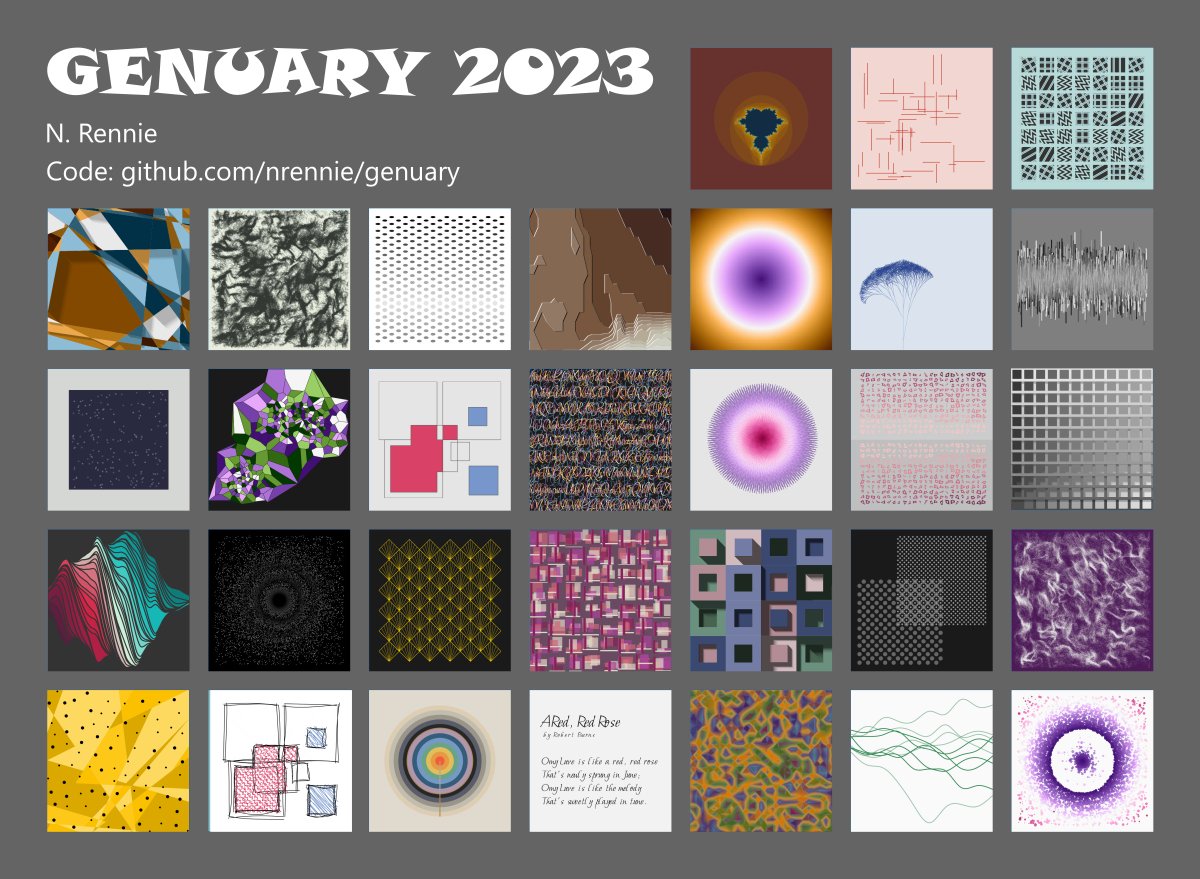 GENUARY 2023
N. Rennie
Code: github.com/nrennie/genuary
A Red, Red Rose
by Robert Burns
O my Luve is like a red, red rose
That's newly sprung in June;
O my Luve is like the melody
That's sweetly played in tune.